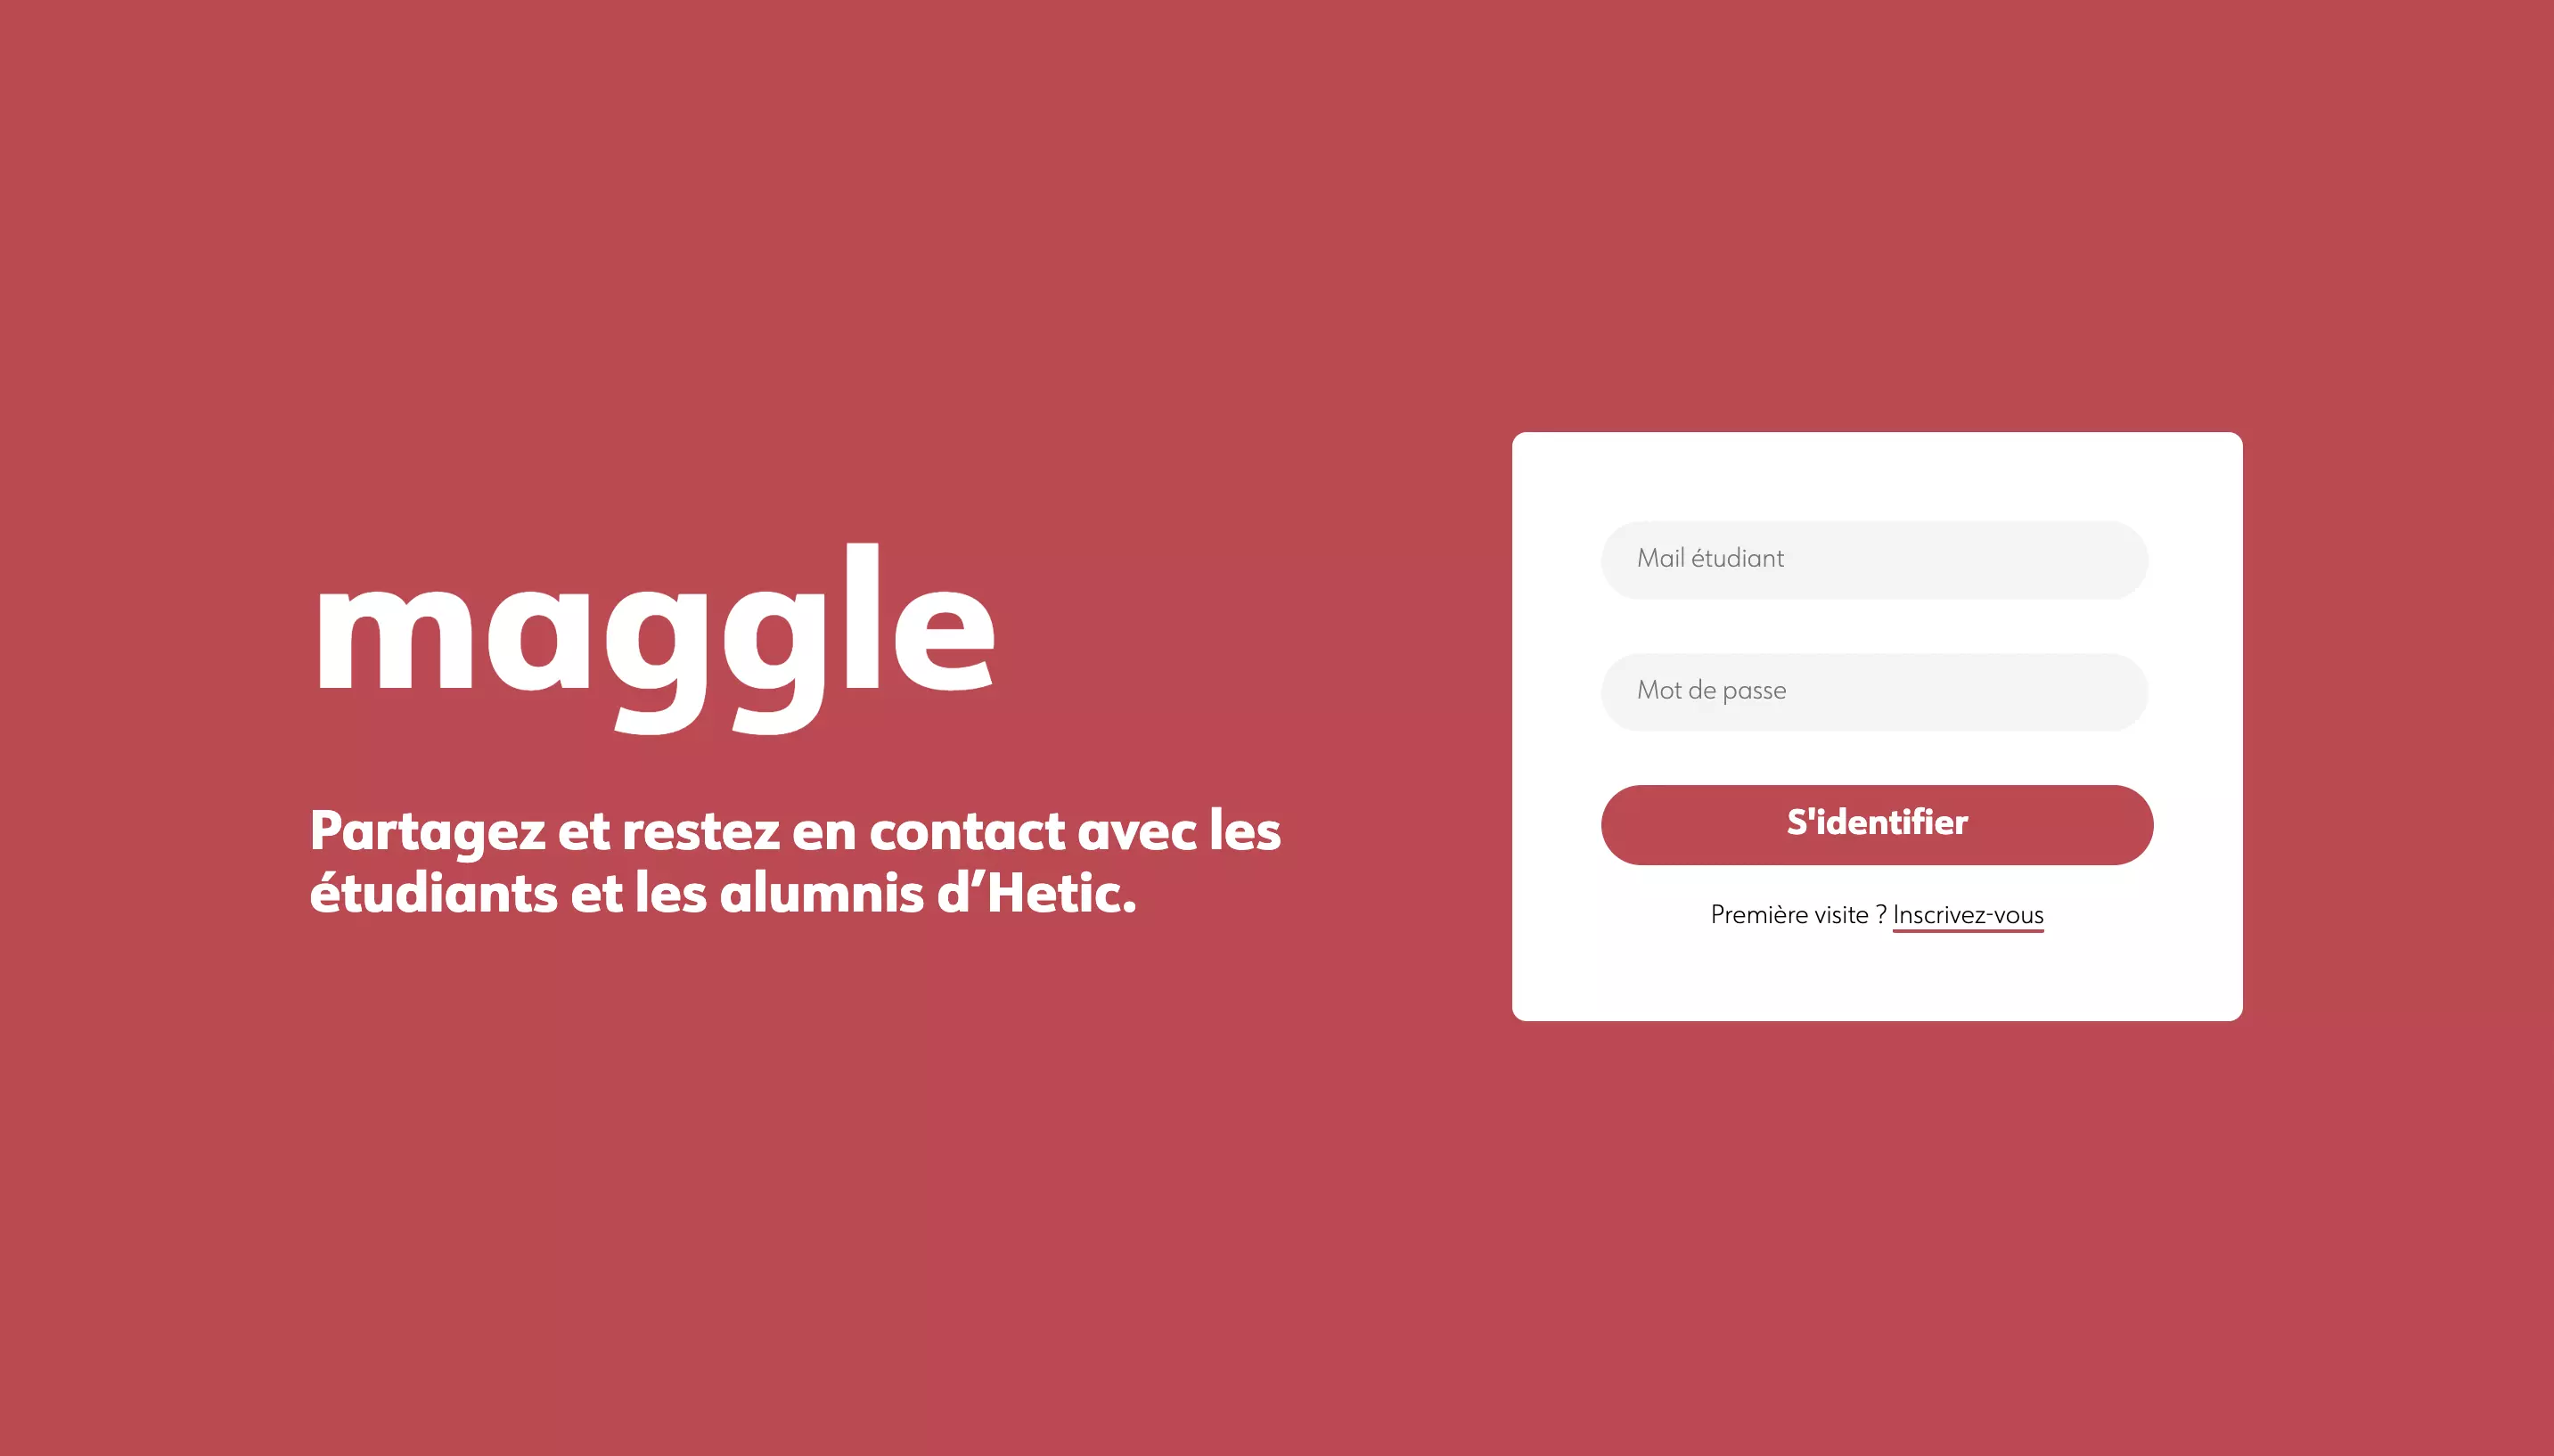 maggle
Partagez et restez en contact avec les
étudiants et les alumnis d’Hetic.
Mail étudiant
Mot de passe
S'identifier
Première visite ? Inscrivez-vous